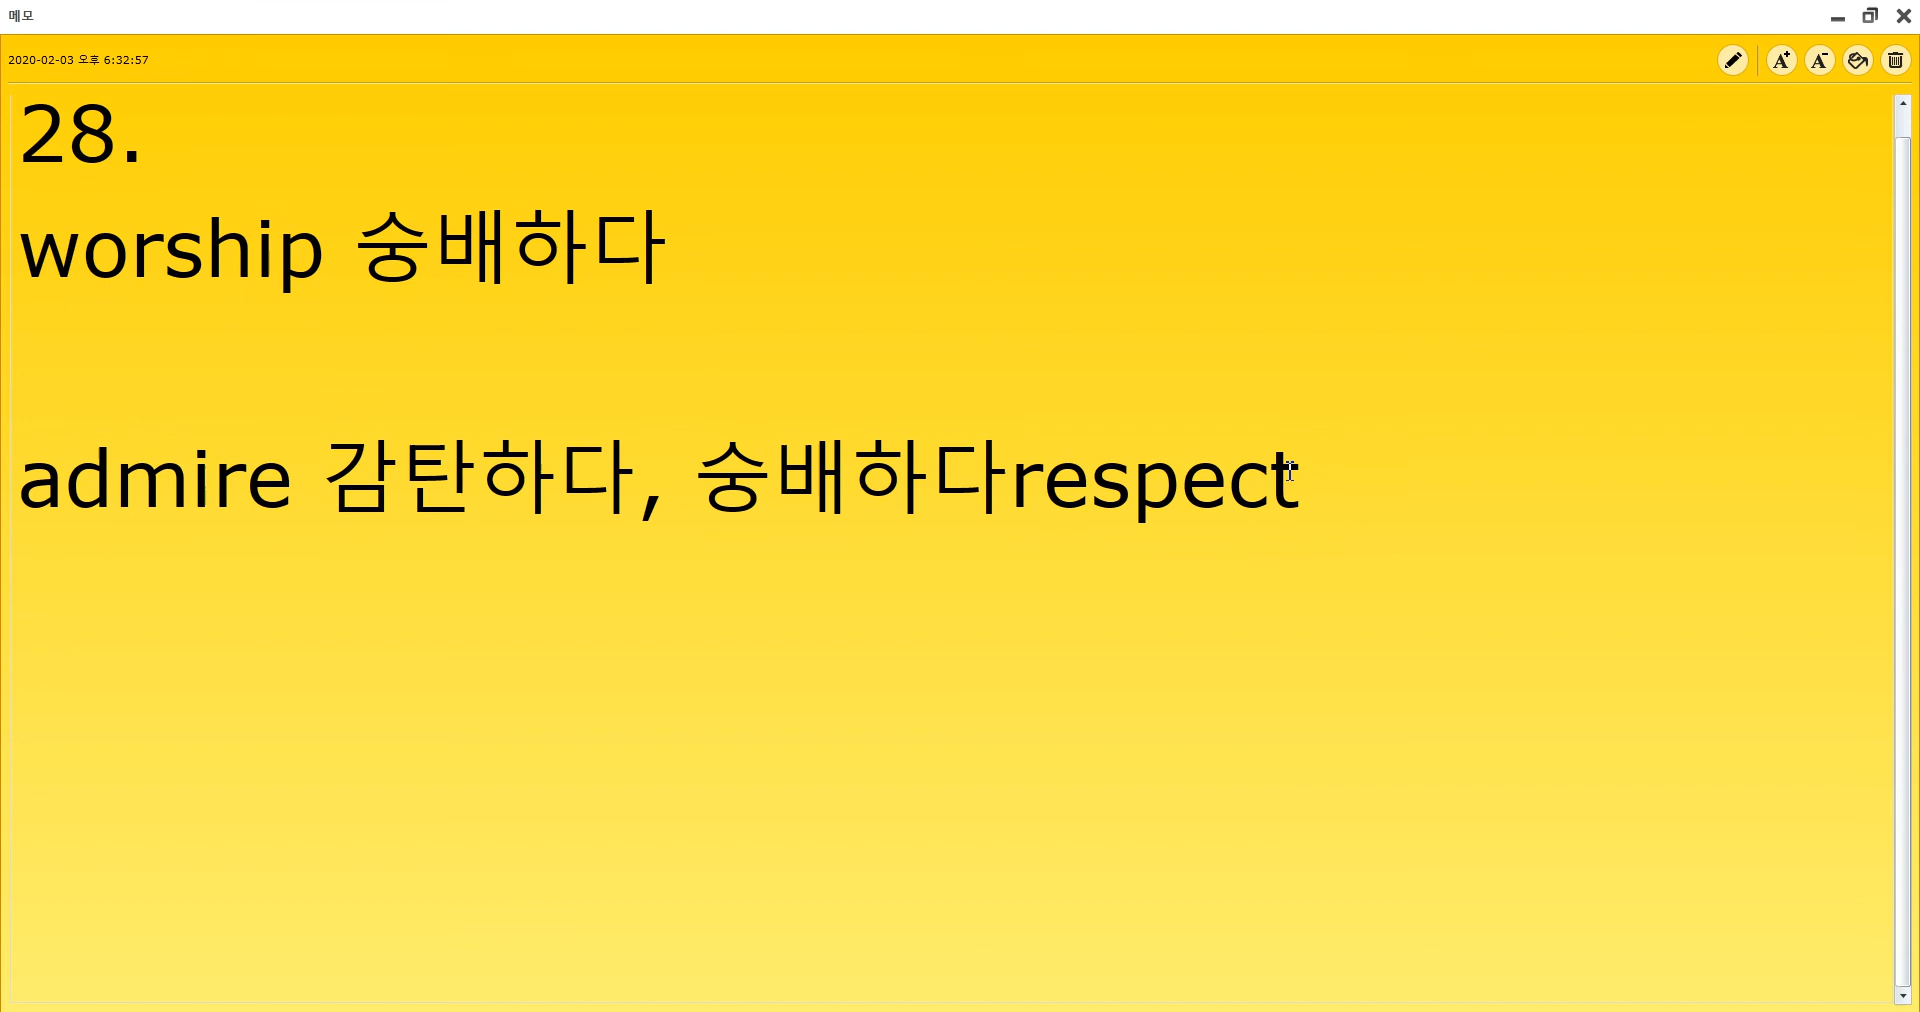 메모
2020-02-03 오후 6:32:57
28.
worship 숭배하다
admire 감탄하다, 숭배하다respect